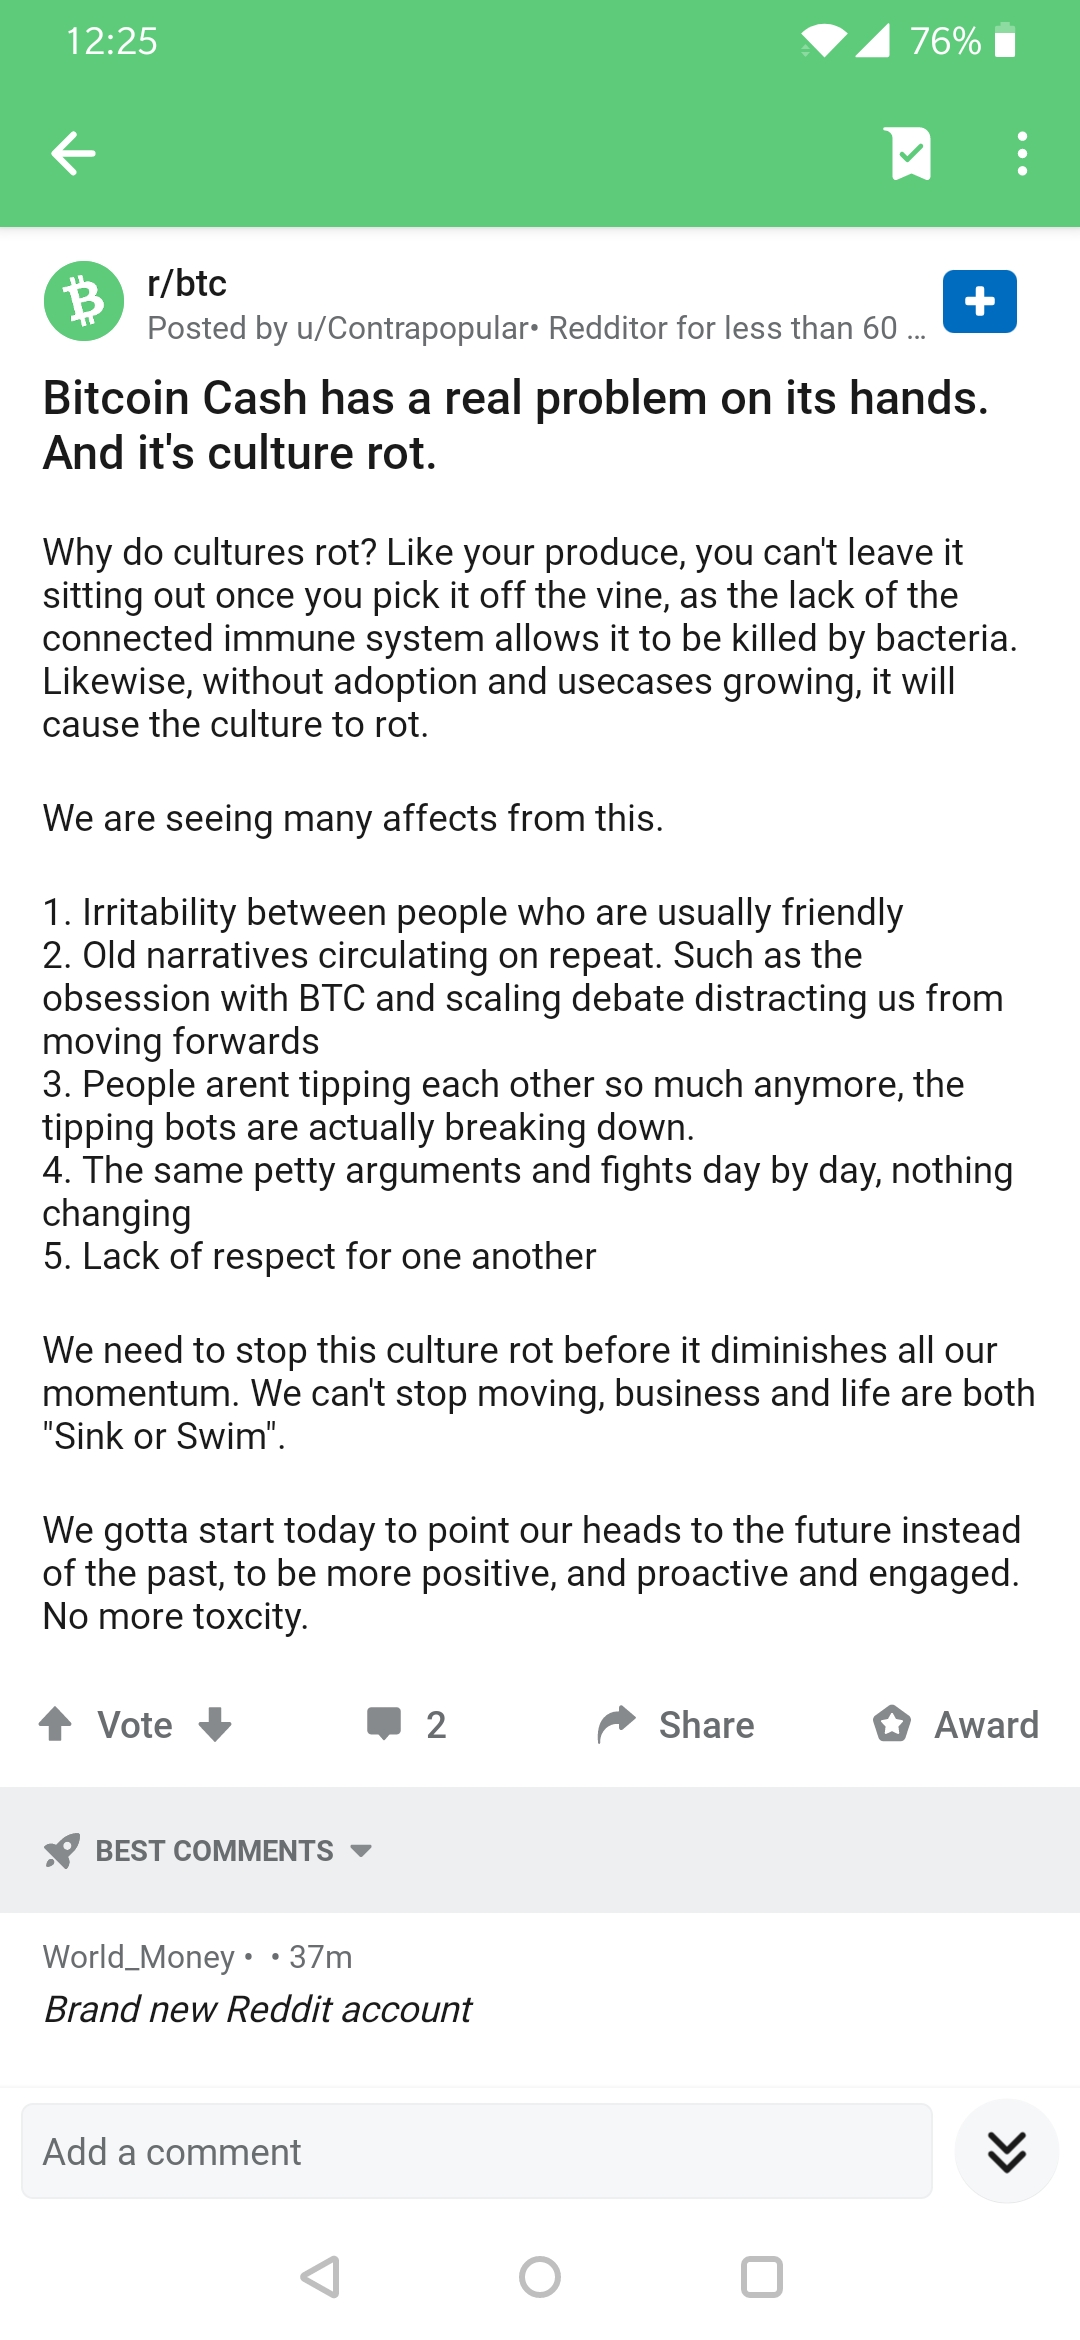 12:25
76%
r/btc
Posted by u/Contrapopular• Redditor for less than 60 ...
Bitcoin Cash has a real problem on its hands.
And it's culture rot.
Why do cultures rot? Like your produce, you can't leave it
sitting out once you pick it off the vine, as the lack of the
connected immune system allows it to be killed by bacteria.
Likewise, without adoption and usecases growing, it will
cause the culture to rot.
We are seeing many affects from this.
1. Irritability between people who are usually friendly
2. Old narratives circulating on repeat. Such as the
obsession with BTC and scaling debate distracting us from
moving forwards
3. People arent tipping each other so much anymore, the
tipping bots are actually breaking down.
4. The same petty arguments and fights day by day, nothing
changing
5. Lack of respect for one another
We need to stop this culture rot before it diminishes all our
momentum. We can't stop moving, business and life are both
"Sink or Swim".
We gotta start today to point our heads to the future instead
of the past, to be more positive, and proactive and engaged.
No more toxcity.
Vote 2 Share Award
BEST COMMENTS
World_Money • • 37m
Brand new Reddit account
Add a comment